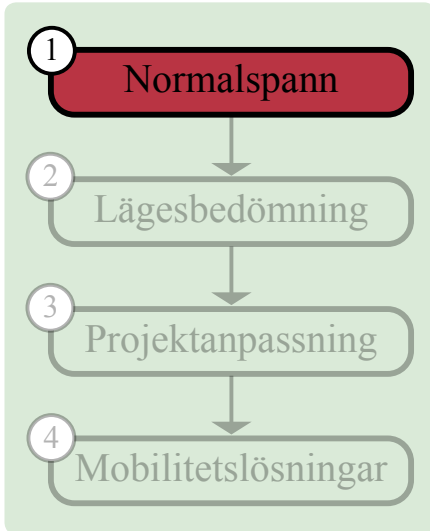 1
Normalspann
2
Lägesbedömning
3
Projektanpassning
4
Mobilitetslösningar